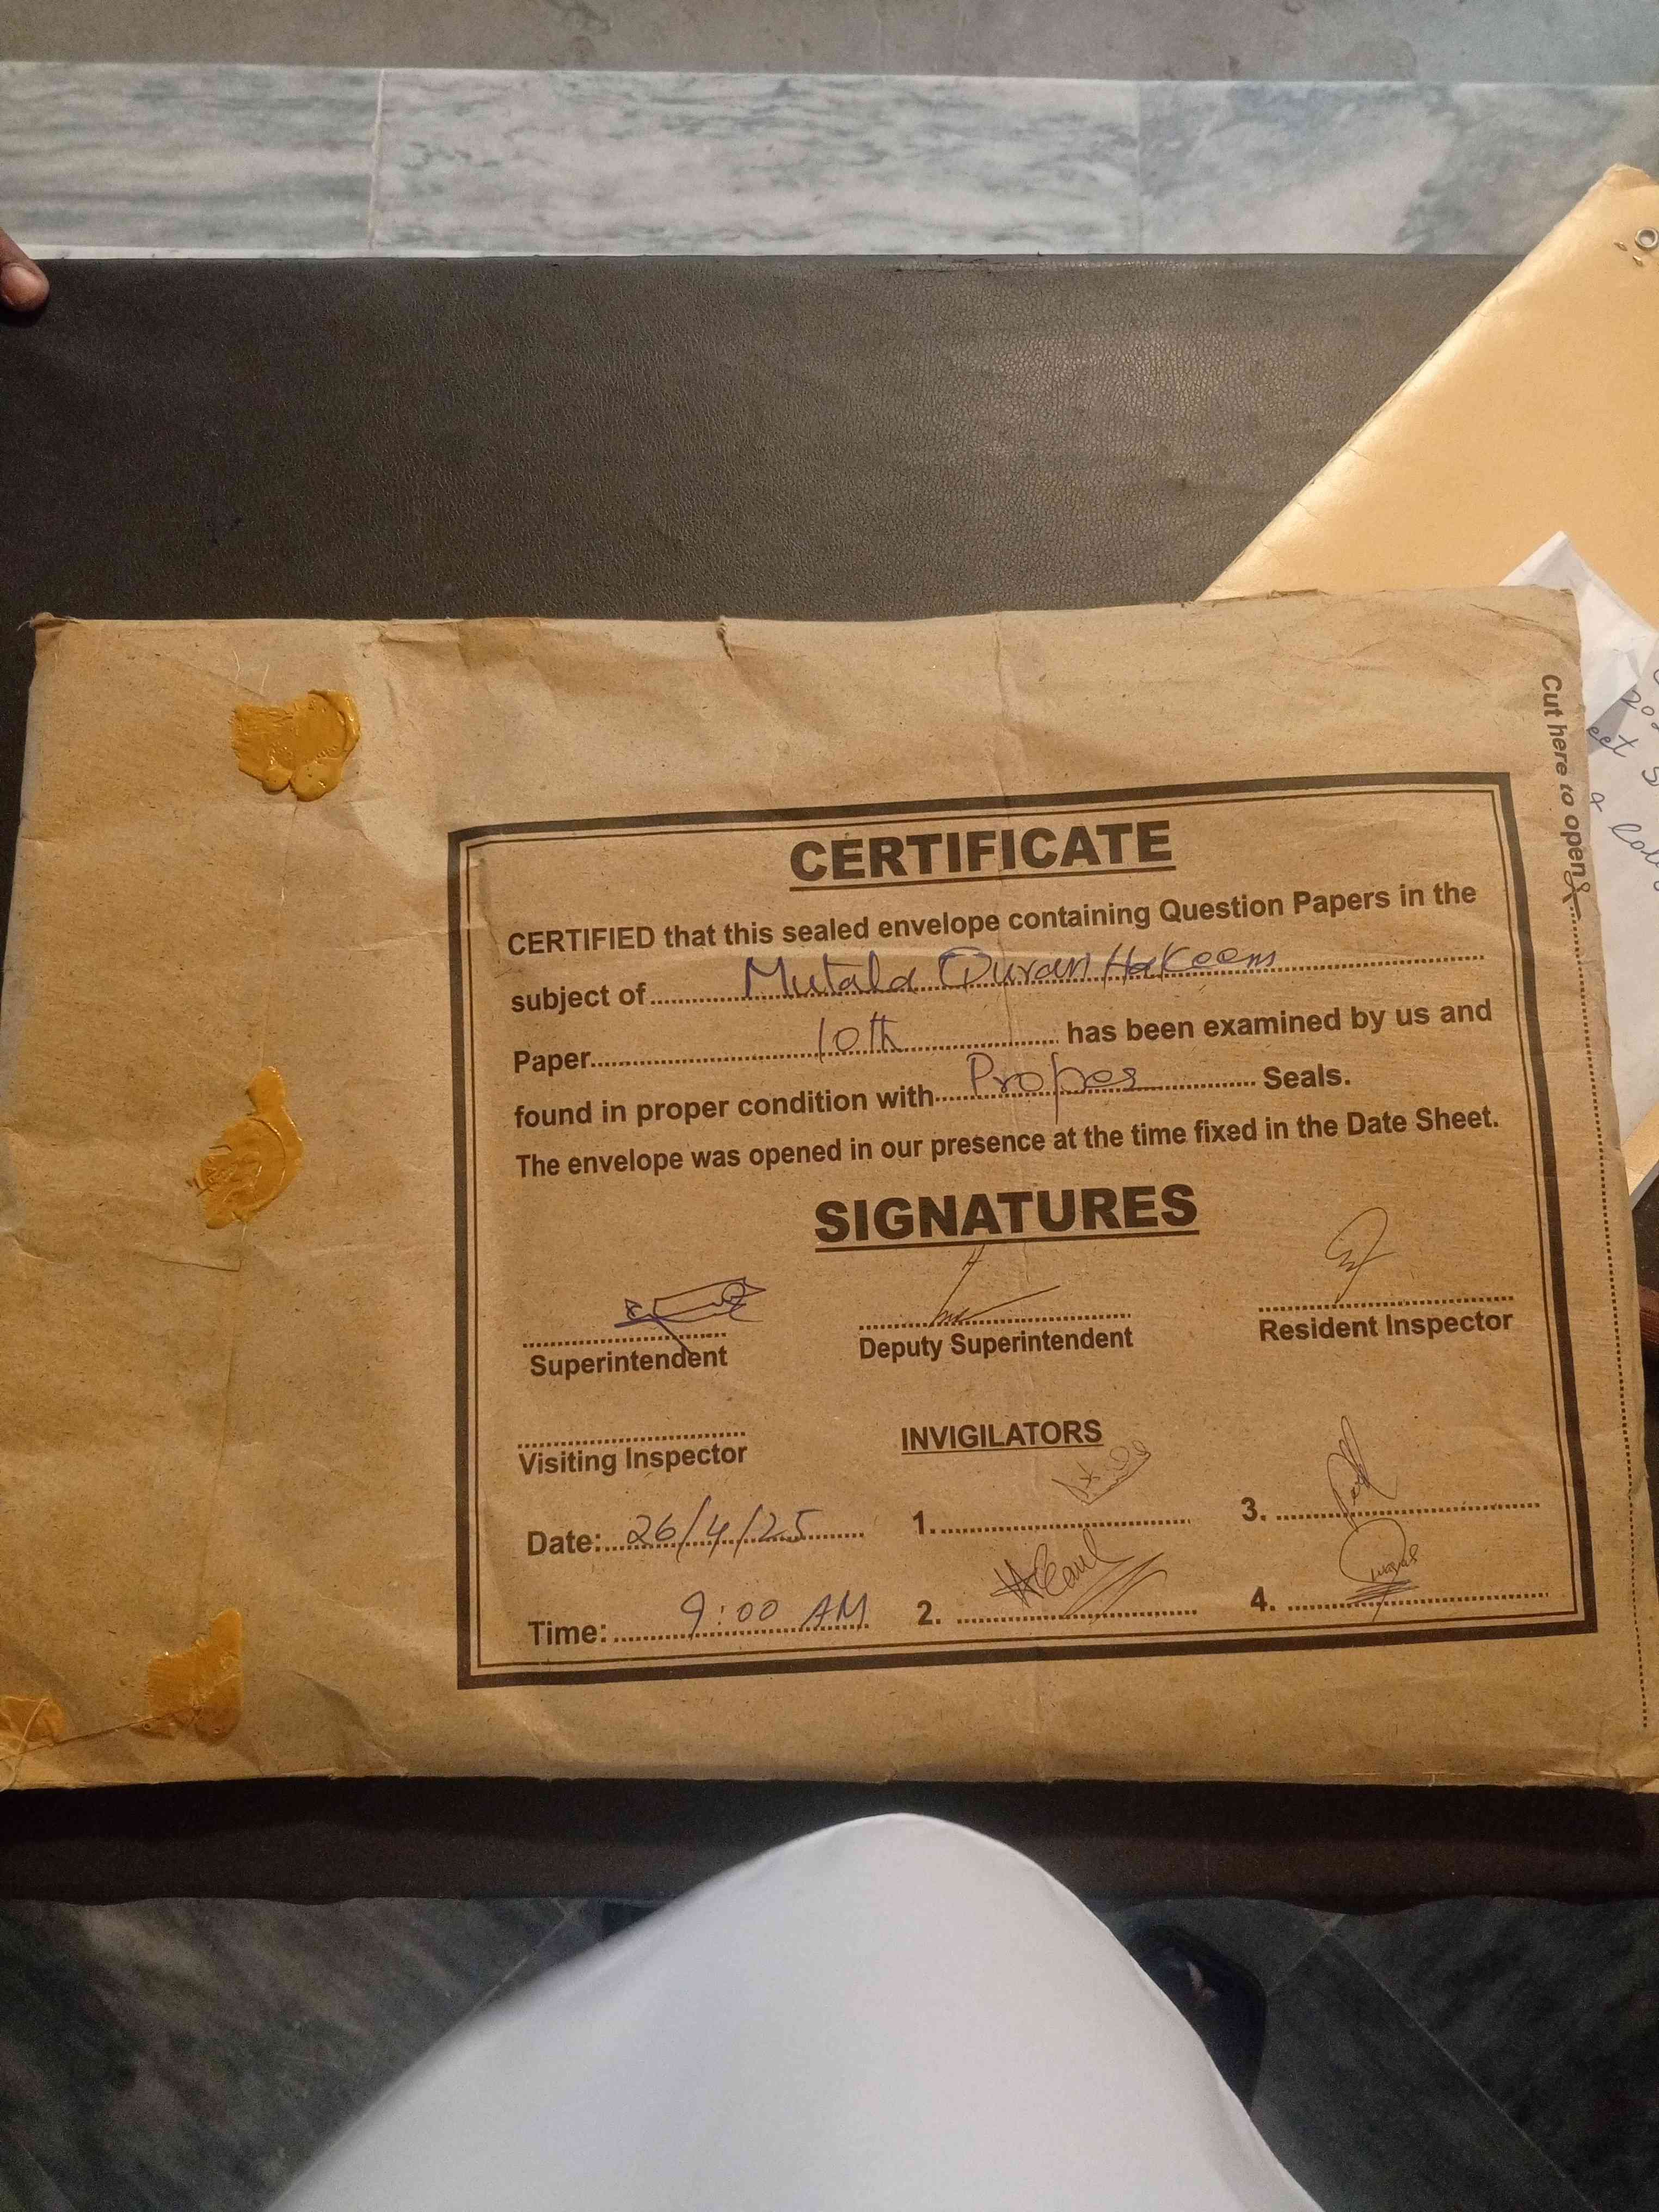 CERTIFICATE
CERTIFIED that this sealed envelope containing Question Papers in the
subject of Mutala Quran Hakeem
Paper 10th has been examined by us and
found in proper condition with Proper Seals.
The envelope was opened in our presence at the time fixed in the Date Sheet.
SIGNATURES
Superintendent
Deputy Superintendent
Resident Inspector
Visiting Inspector
INVIGILATORS
Date: 26/4/25
1.
3.
Time: 9:00 AM
2.
4.
Cut here to open